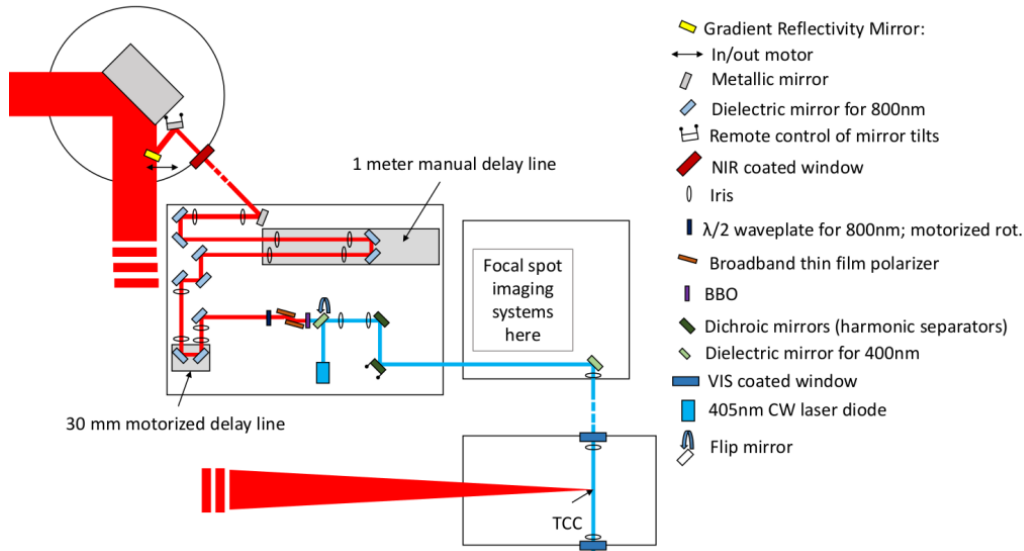 Gradient Reflectivity Mirror:
In/out motor
Metallic mirror
Dielectric mirror for 800nm
Remote control of mirror tilts
NIR coated window
Iris
λ/2 waveplate for 800nm; motorized rot.
Broadband thin film polarizer
BBO
Dichroic mirrors (harmonic separators)
Dielectric mirror for 400nm
VIS coated window
405nm CW laser diode
Flip mirror
1 meter manual delay line
Focal spot
imaging
systems
here
30 mm motorized delay line
TCC